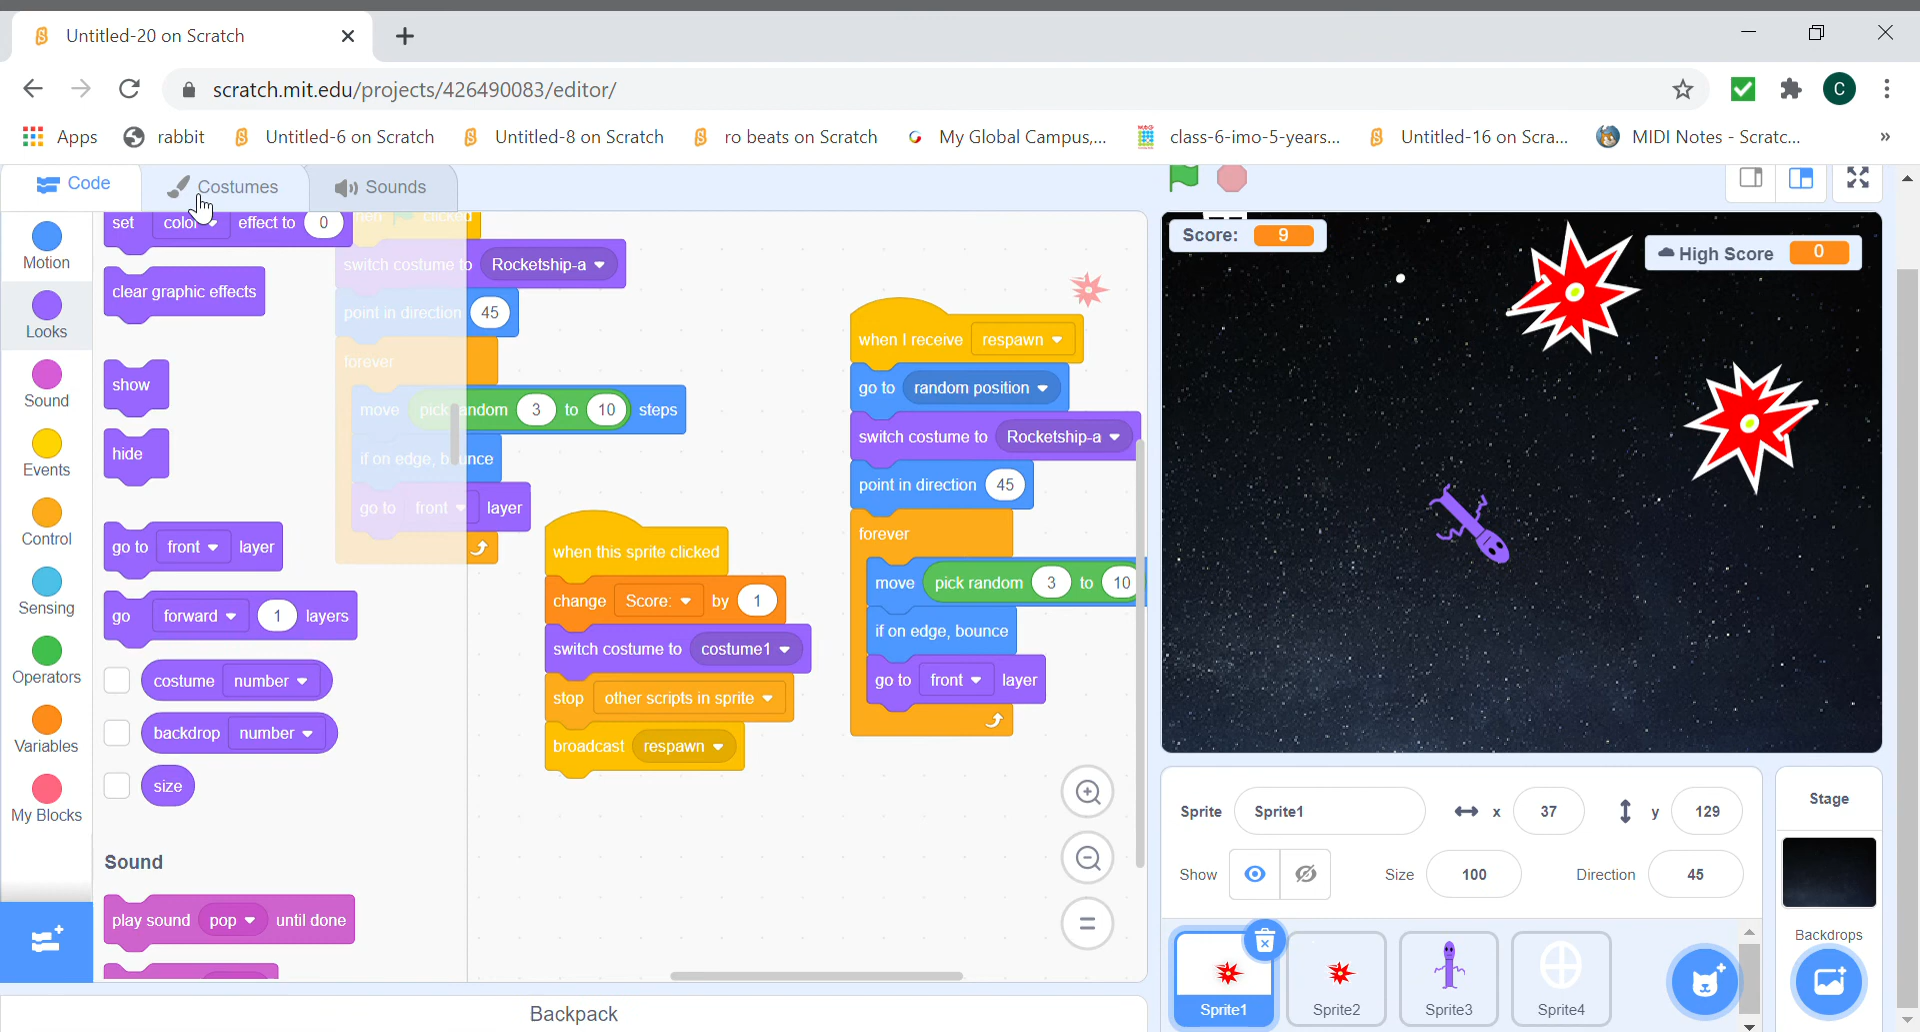 Untitled-20 on Scratch
scratch.mit.edu/projects/426490083/editor/
C
Apps
rabbit
Untitled-6 on Scratch
Untitled-8 on Scratch
ro beats on Scratch
My Global Campus,...
class-6-imo-5-years...
Untitled-16 on Scra...
MIDI Notes - Scratc...
»
Code
Costumes
Sounds
Motion
Looks
Sound
Events
Control
Sensing
Operators
Variables
My Blocks
set color effect to 0
clear graphic effects
show
hide
go to front layer
go forward 1 layers
costume number
backdrop number
size
Sound
play sound pop until done
clicked
switch costume to Rocketship-a
point in direction 45
forever
move pick random 3 to 10 steps
if on edge, bounce
go to front layer
when this sprite clicked
change Score: by 1
switch costume to costume1
stop other scripts in sprite
broadcast respawn
when I receive respawn
go to random position
switch costume to Rocketship-a
point in direction 45
forever
move pick random 3 to 10
if on edge, bounce
go to front layer
Backpack
Score: 9
High Score 0
Sprite Sprite1 x 37 y 129
Show Size 100 Direction 45
Sprite1
Sprite2
Sprite3
Sprite4
Stage
Backdrops